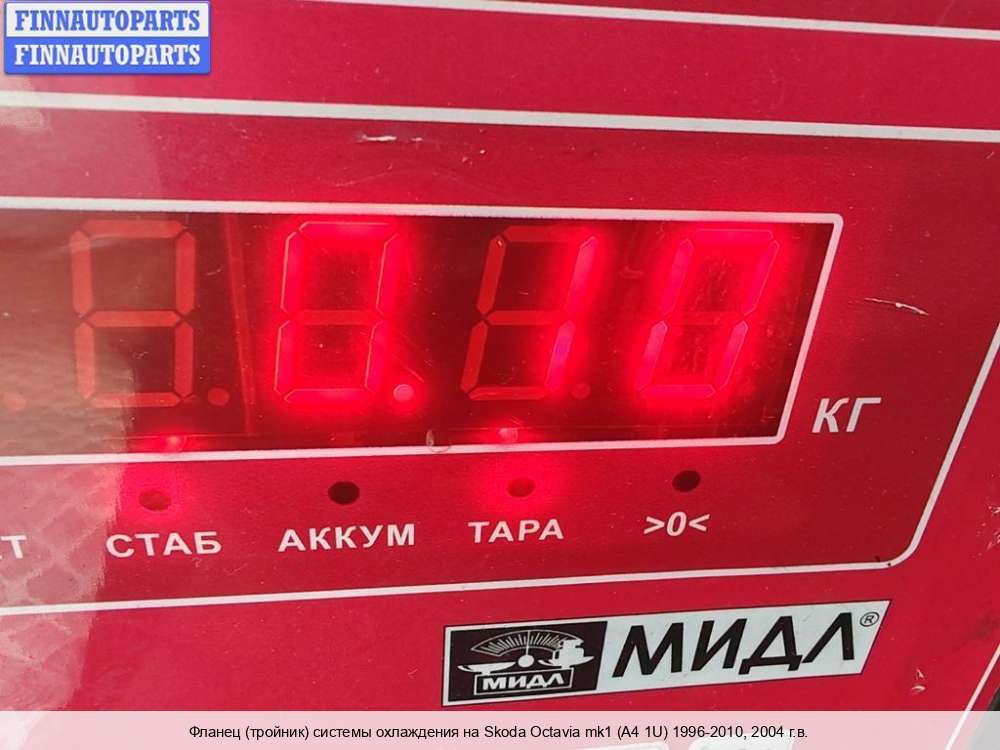 FINNAUTOPARTS
FINNAUTOPARTS
0.10
КГ
СТАБ АККУМ ТАРА >0<
МИДЛ МИДЛ®
Фланец (тройник) системы охлаждения на Skoda Octavia mk1 (A4 1U) 1996-2010, 2004 г.в.